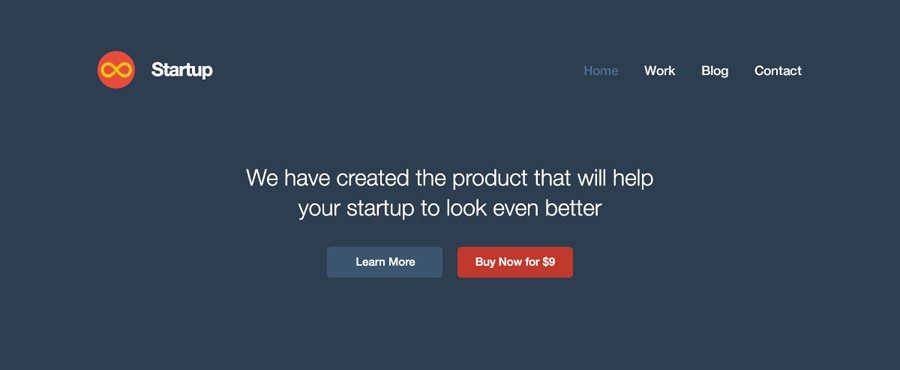 Startup
Home Work Blog Contact
We have created the product that will help
your startup to look even better
Learn More
Buy Now for $9